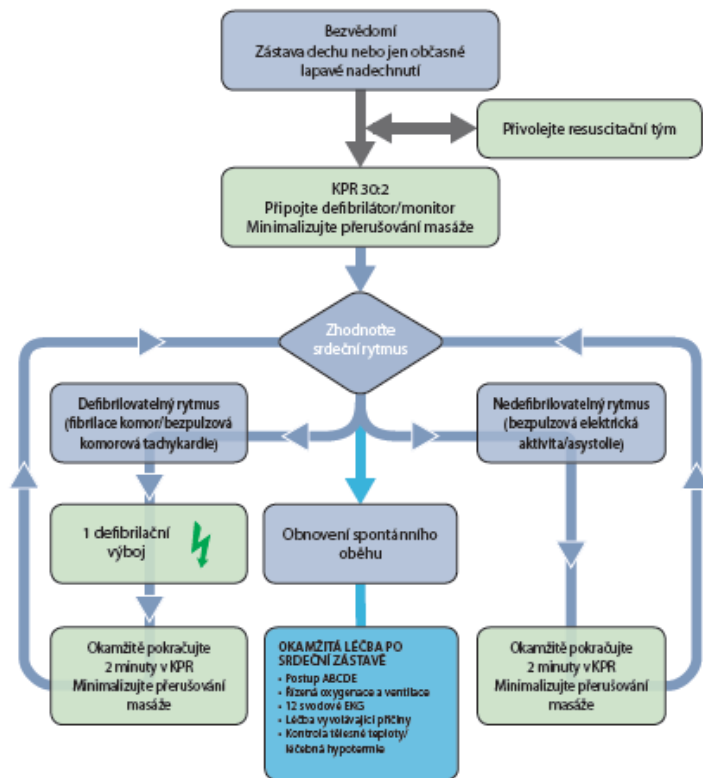 Bezvědomí
Zástava dechu nebo jen občasné
lapavé nadechnutí
Přivolejte resuscitační tým
KPR 30:2
Připojte defibrilátor/monitor
Minimalizujte přerušování masáže
Zhodnoťte
srdeční rytmus
Defibrilovatelný rytmus
(fibrilace komor/bezpulzová
komorová tachykardie)
Nedefibrilovatelný rytmus
(bezpulzová elektrická
aktivita/asystolie)
1 defibrilační
výboj
Obnovení spontánního
oběhu
Okamžitě pokračujte
2 minuty v KPR
Minimalizujte přerušování
masáže
OKAMŽITÁ LÉČBA PO
SRDEČNÍ ZÁSTAVĚ
• Postup ABCDE
• Řízená oxygenace a ventilace
• 12 svodové EKG
• Léčba vyvolávající příčiny
• Kontrola tělesné teploty/
léčebná hypotermie
Okamžitě pokračujte
2 minuty v KPR
Minimalizujte přerušování
masáže